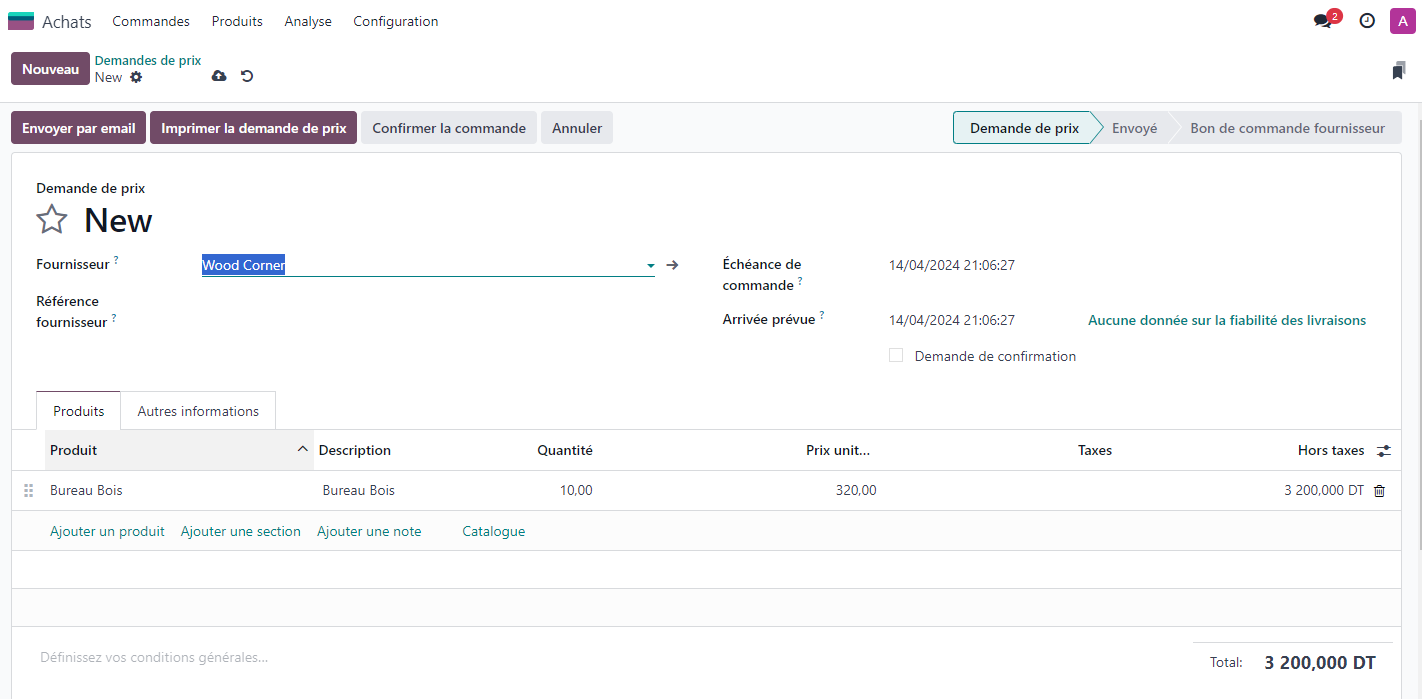 Achats Commandes Produits Analyse Configuration 2 A
Nouveau Demandes de prix
New
Envoyer par email Imprimer la demande de prix Confirmer la commande Annuler Demande de prix Envoyé Bon de commande fournisseur
Demande de prix
New
Fournisseur ? Wood Corner
Référence
fournisseur ?
Échéance de
commande ? 14/04/2024 21:06:27
Arrivée prévue ? 14/04/2024 21:06:27 Aucune donnée sur la fiabilité des livraisons
Demande de confirmation
Produits Autres informations
Produit Description Quantité Prix unit... Taxes Hors taxes
Bureau Bois Bureau Bois 10,00 320,00 3 200,000 DT
Ajouter un produit Ajouter une section Ajouter une note Catalogue
Définissez vos conditions générales...
Total: 3 200,000 DT